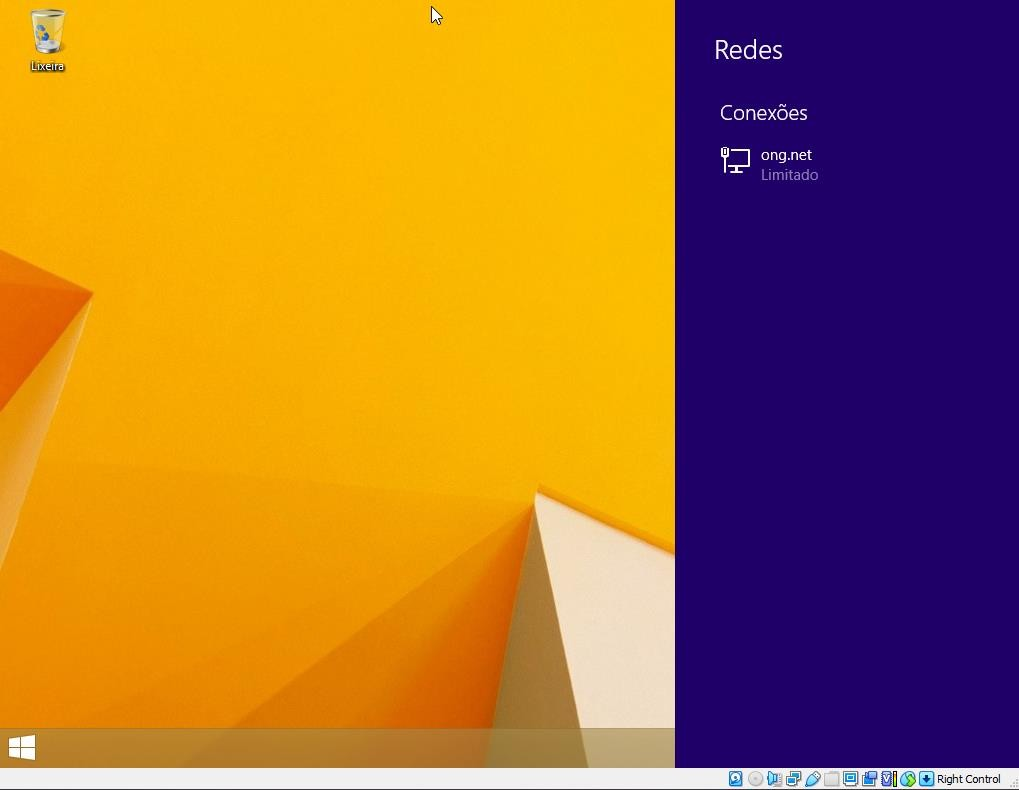 Lixeira
Redes
Conexões
ong.net
Limitado
Right Control